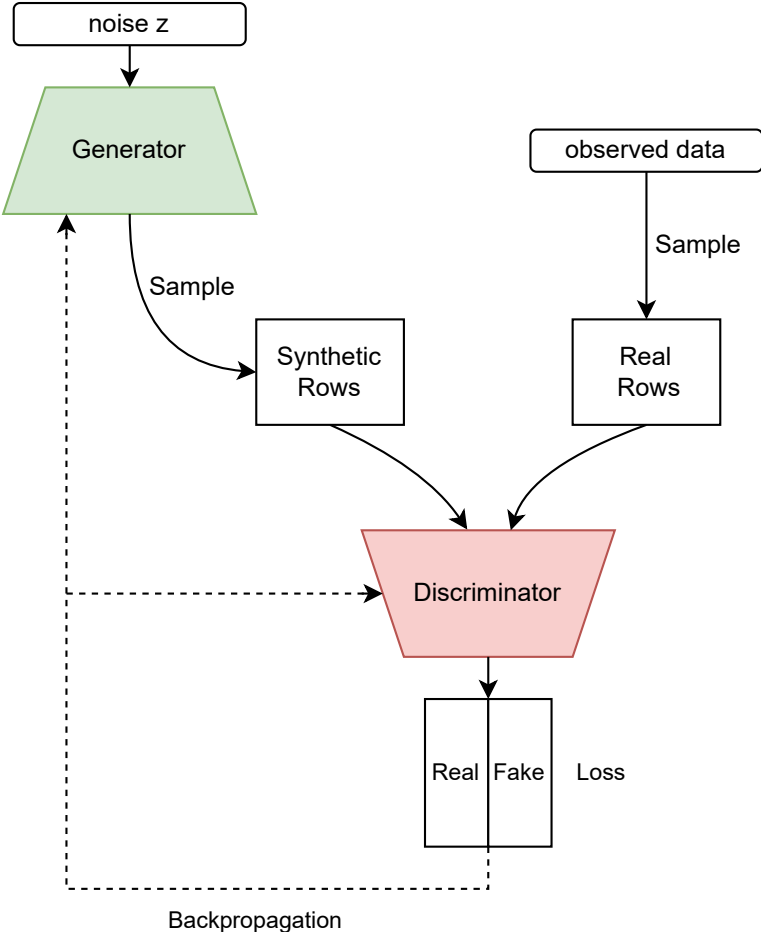 noise z
Generator
observed data
Sample
Sample
Synthetic
Rows
Real
Rows
Discriminator
Real
Fake
Loss
Backpropagation